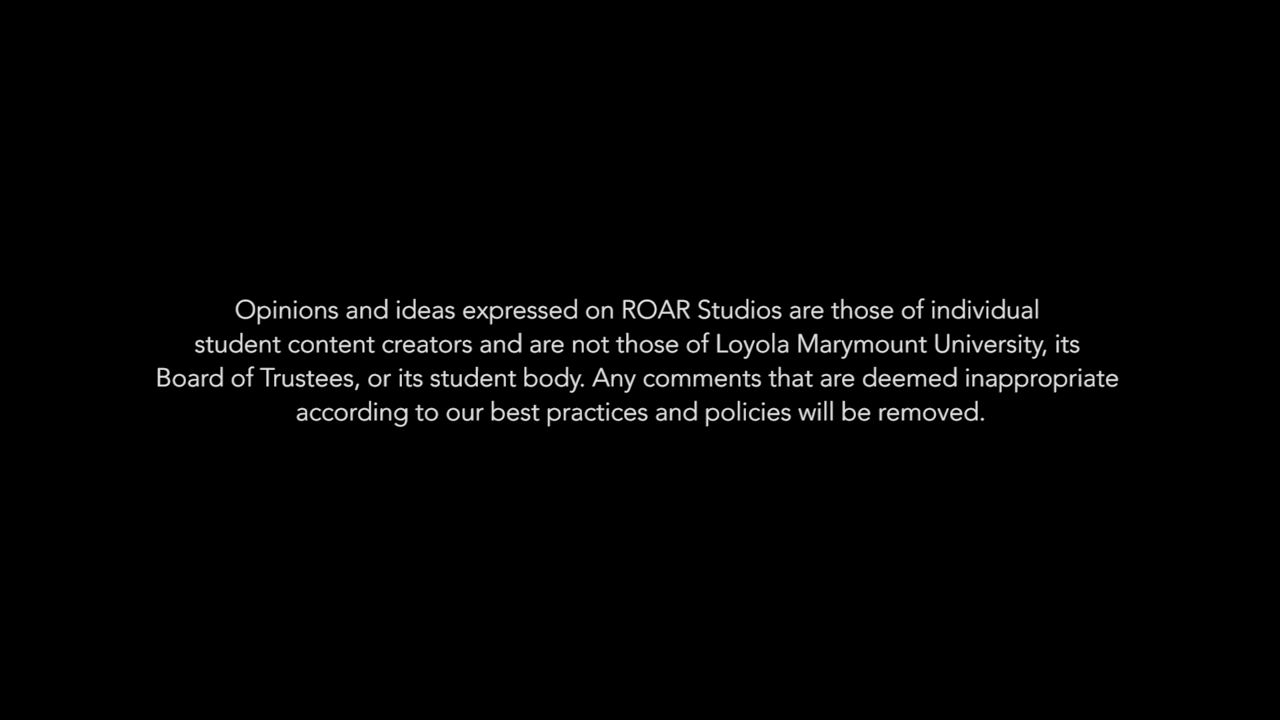 Opinions and ideas expressed on ROAR Studios are those of individual
student content creators and are not those of Loyola Marymount University, its
Board of Trustees, or its student body. Any comments that are deemed inappropriate
according to our best practices and policies will be removed.